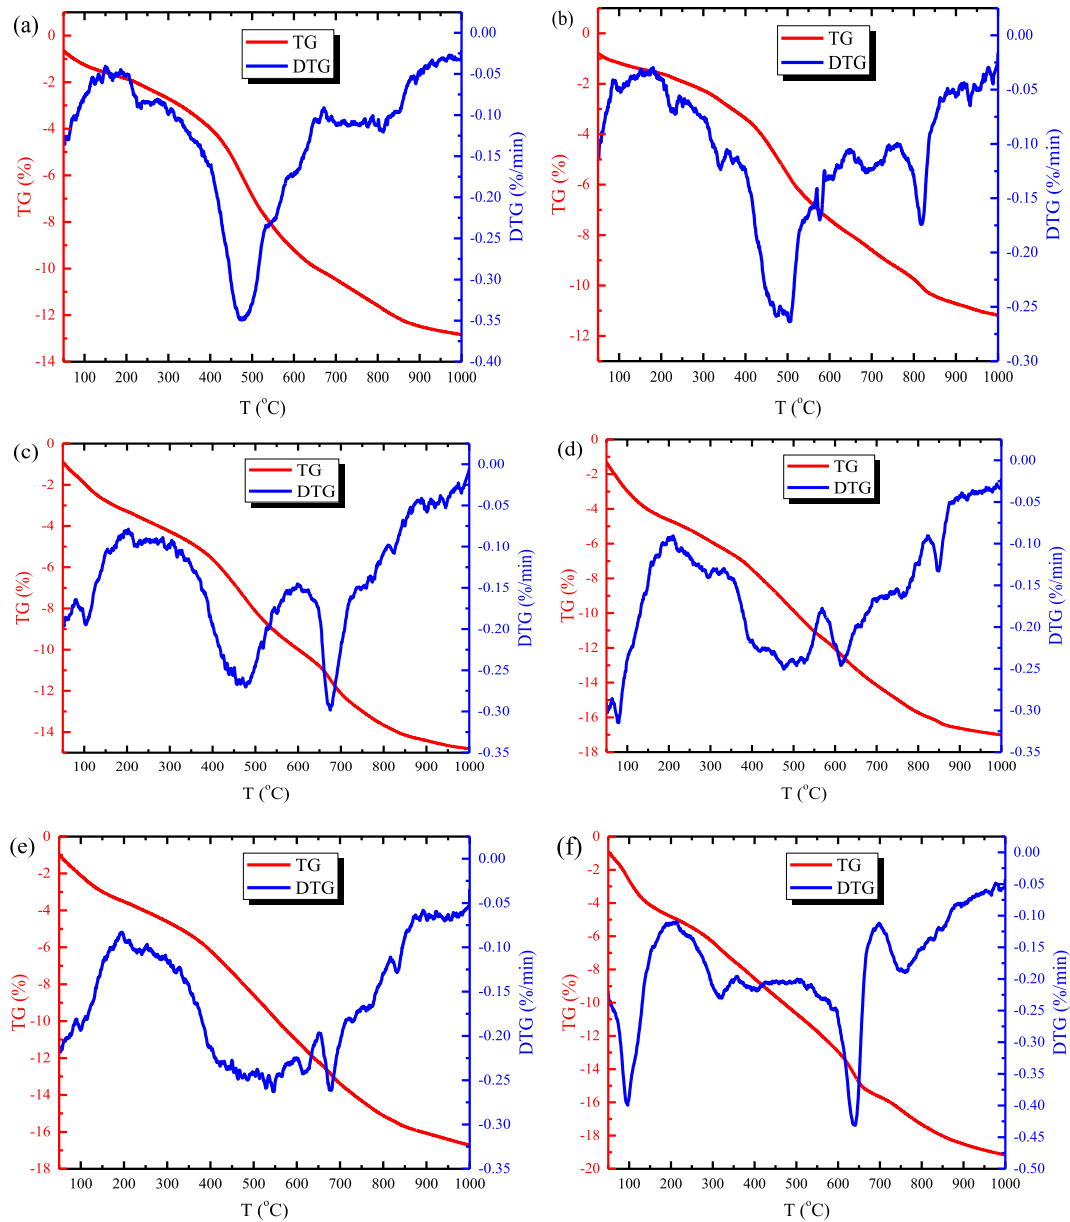 (a)
TG
DTG
0
-2
-4
-6
-8
-10
-12
-14
TG (%)
0.00
-0.05
-0.10
-0.15
-0.20
-0.25
-0.30
-0.35
-0.40
DTG (%/min)
100 200 300 400 500 600 700 800 900 1000
T (°C)
(b)
TG
DTG
0
-2
-4
-6
-8
-10
-12
TG (%)
0.00
-0.05
-0.10
-0.15
-0.20
-0.25
-0.30
DTG (%/min)
100 200 300 400 500 600 700 800 900 1000
T (°C)
(c)
TG
DTG
0
-2
-4
-6
-8
-10
-12
-14
TG (%)
0.00
-0.05
-0.10
-0.15
-0.20
-0.25
-0.30
-0.35
DTG (%/min)
100 200 300 400 500 600 700 800 900 1000
T (°C)
(d)
TG
DTG
0
-2
-4
-6
-8
-10
-12
-14
-16
-18
TG (%)
0.00
-0.05
-0.10
-0.15
-0.20
-0.25
-0.30
-0.35
DTG (%/min)
100 200 300 400 500 600 700 800 900 1000
T (°C)
(e)
TG
DTG
0
-2
-4
-6
-8
-10
-12
-14
-16
-18
TG (%)
0.00
-0.05
-0.10
-0.15
-0.20
-0.25
-0.30
-0.35
DTG (%/min)
100 200 300 400 500 600 700 800 900 1000
T (°C)
(f)
TG
DTG
0
-2
-4
-6
-8
-10
-12
-14
-16
-18
-20
TG (%)
0.00
-0.05
-0.10
-0.15
-0.20
-0.25
-0.30
-0.35
-0.40
-0.45
-0.50
DTG (%/min)
100 200 300 400 500 600 700 800 900 1000
T (°C)